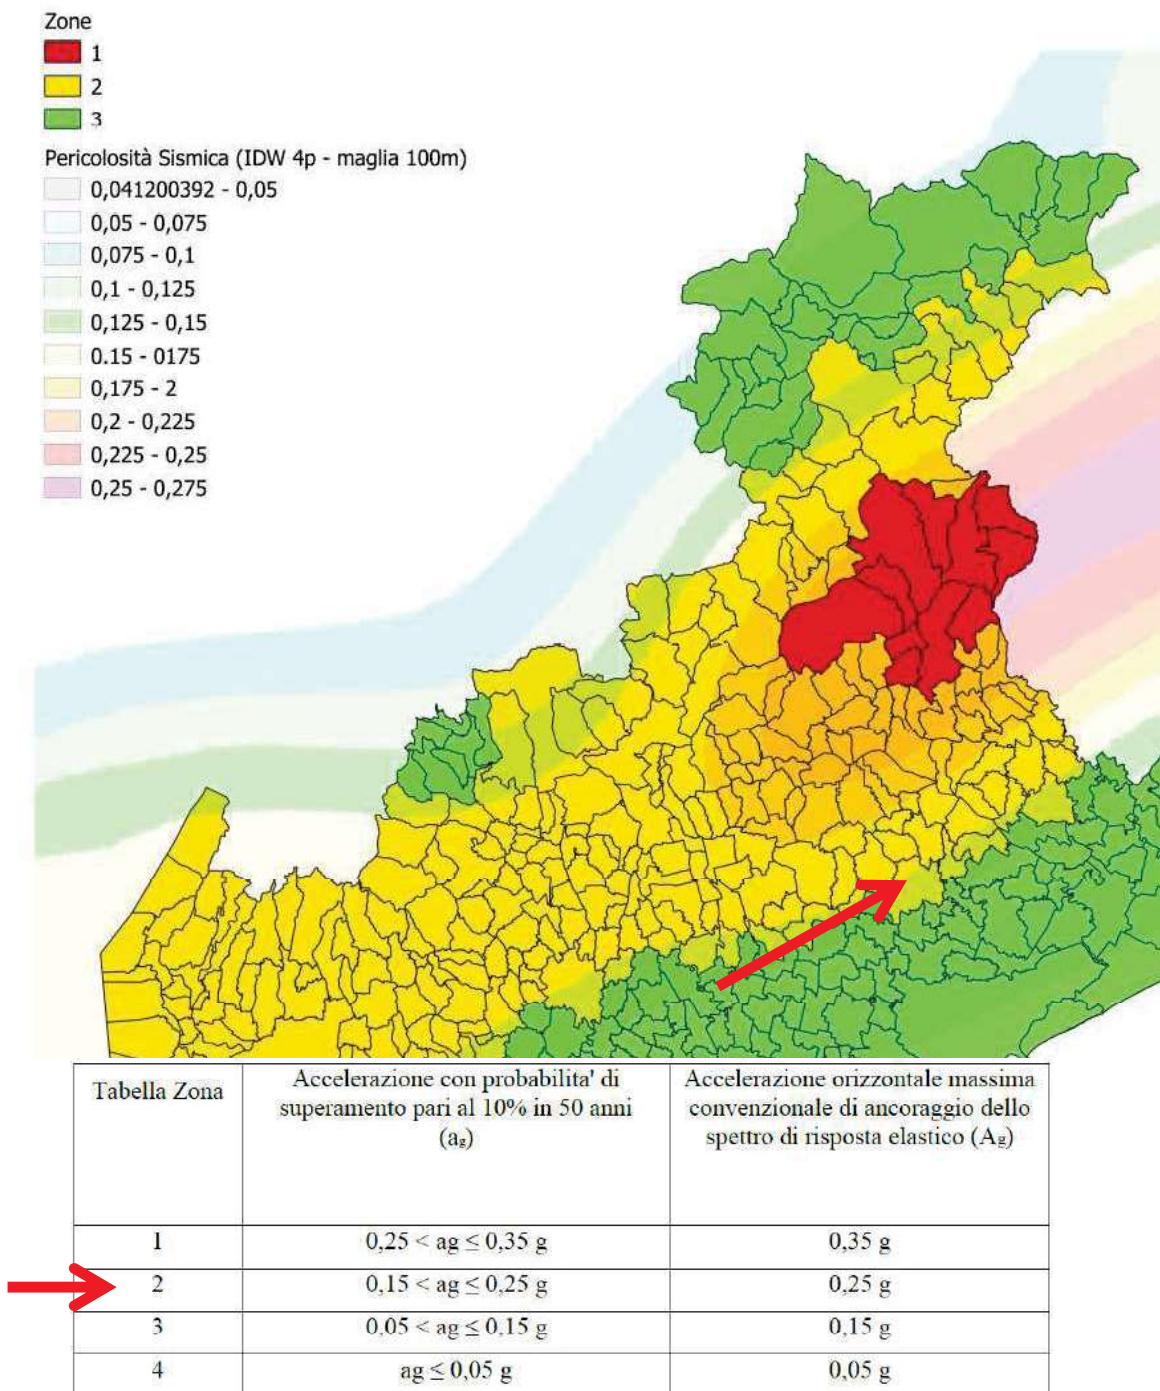 Zone
1
2
3
Pericolosità Sismica (IDW 4p - maglia 100m)
0,041200392 - 0,05
0,05 - 0,075
0,075 - 0,1
0,1 - 0,125
0,125 - 0,15
0.15 - 0175
0,175 - 2
0,2 - 0,225
0,225 - 0,25
0,25 - 0,275
Tabella Zona
Accelerazione con probabilita' di
superamento pari al 10% in 50 anni
(ag)
Accelerazione orizzontale massima
convenzionale di ancoraggio dello
spettro di risposta elastico (Ag)
1 0,25 < ag ≤ 0,35 g 0,35 g
2 0,15 < ag ≤ 0,25 g 0,25 g
3 0,05 < ag ≤ 0,15 g 0,15 g
4 ag ≤ 0,05 g 0,05 g